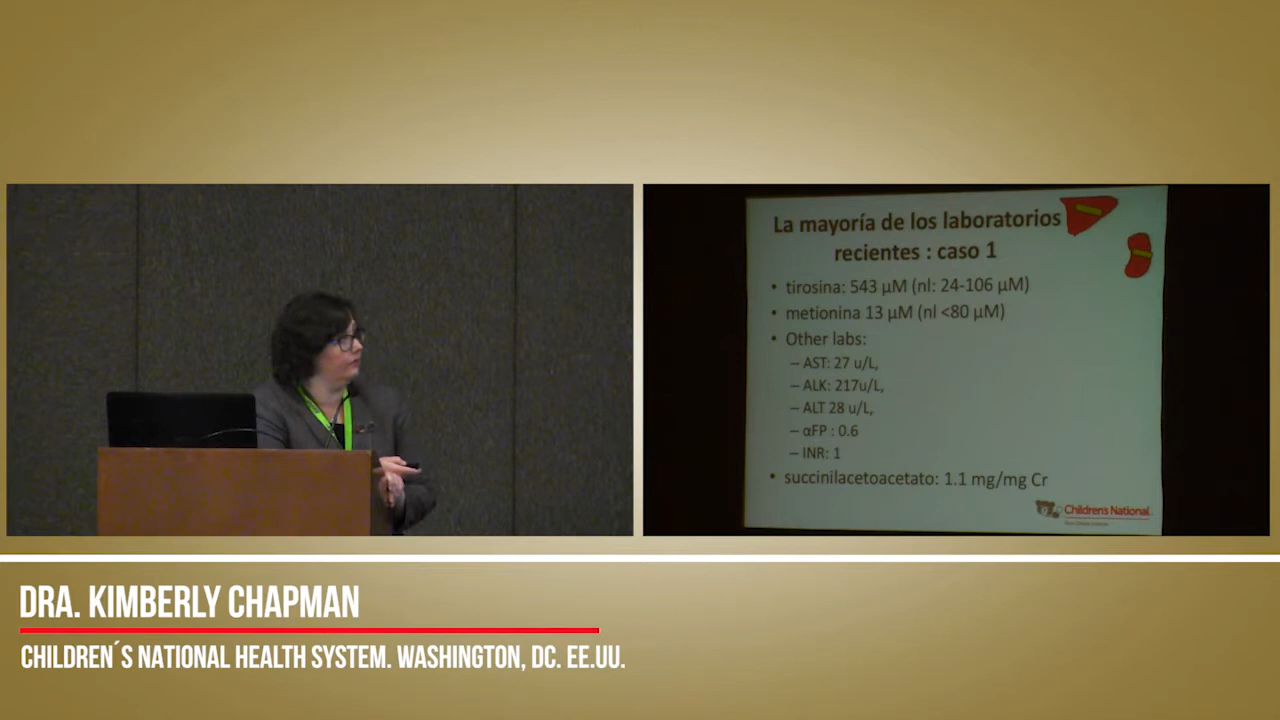 La mayoría de los laboratorios
recientes : caso 1
• tirosina: 543 µM (nl: 24-106 µM)
• metionina 13 µM (nl <80 µM)
• Other labs:
– AST: 27 u/L,
– ALK: 217u/L,
– ALT 28 u/L,
– αFP : 0.6
– INR: 1
• succinilacetoacetato: 1.1 mg/mg Cr
Children's National
DRA. KIMBERLY CHAPMAN
CHILDREN´S NATIONAL HEALTH SYSTEM. WASHINGTON, DC. EE.UU.